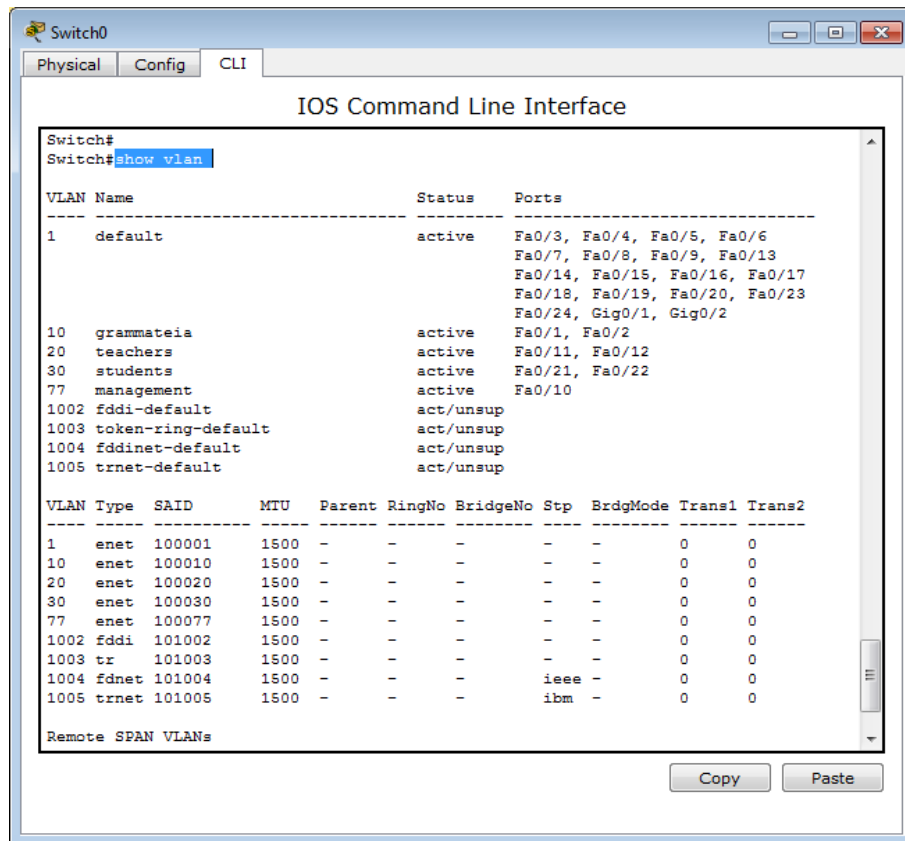 Switch0
Physical Config CLI
IOS Command Line Interface
Switch#
Switch#show vlan
VLAN Name Status Ports
---- -------------------------------- --------- -------------------------------
1 default active Fa0/3, Fa0/4, Fa0/5, Fa0/6
Fa0/7, Fa0/8, Fa0/9, Fa0/13
Fa0/14, Fa0/15, Fa0/16, Fa0/17
Fa0/18, Fa0/19, Fa0/20, Fa0/23
Fa0/24, Gig0/1, Gig0/2
10 grammateia active Fa0/1, Fa0/2
20 teachers active Fa0/11, Fa0/12
30 students active Fa0/21, Fa0/22
77 management active Fa0/10
1002 fddi-default act/unsup
1003 token-ring-default act/unsup
1004 fddinet-default act/unsup
1005 trnet-default act/unsup
VLAN Type SAID MTU Parent RingNo BridgeNo Stp BrdgMode Trans1 Trans2
---- ----- ---------- ----- ------ ------ -------- ---- -------- ------ ------
1 enet 100001 1500 - - - - - 0 0
10 enet 100010 1500 - - - - - 0 0
20 enet 100020 1500 - - - - - 0 0
30 enet 100030 1500 - - - - - 0 0
77 enet 100077 1500 - - - - - 0 0
1002 fddi 101002 1500 - - - - - 0 0
1003 tr 101003 1500 - - - - - 0 0
1004 fdnet 101004 1500 - - - ieee - 0 0
1005 trnet 101005 1500 - - - ibm - 0 0
Remote SPAN VLANs
Copy Paste